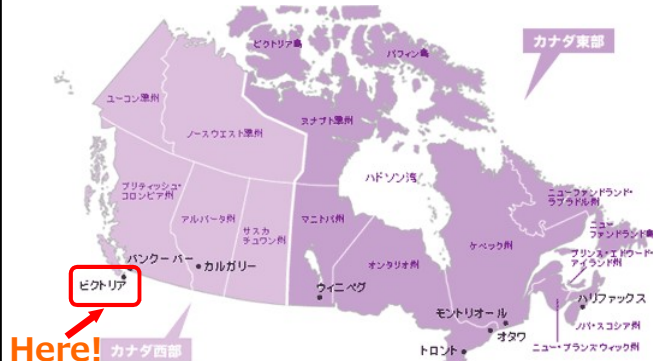 ビクトリア島
バフィン島
カナダ東部
ユーコン準州
ノースウエスト準州
ヌナブト準州
ハドソン湾
ブリティッシュ・
コロンビア州
アルバータ州
サスカ
チュワン州
マニトバ州
オンタリオ州
ケベック州
ニューファンドランド・
ラブラドル州
ニュー
ファンドランド島
プリンス・エドワード・
アイランド州
バンクーバー
カルガリー
ビクトリア
ウィニペグ
モントリオール
オタワ
トロント
ハリファックス
ノバ・スコシア州
ニュー・ブランズウィック州
Here!
カナダ西部